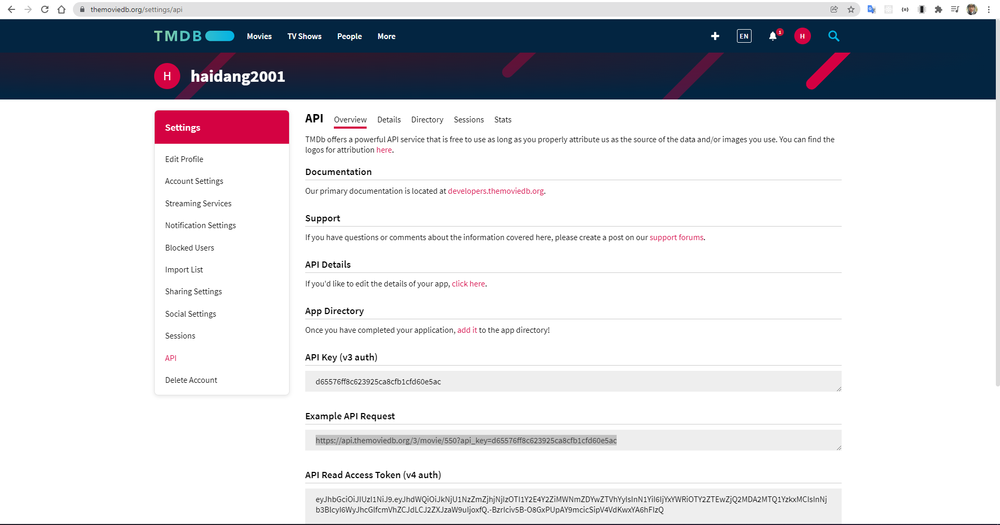 themoviedb.org/settings/api
TMDB Movies TV Shows People More EN 1 H
H haidang2001
Settings
Edit Profile
Account Settings
Streaming Services
Notification Settings
Blocked Users
Import List
Sharing Settings
Social Settings
Sessions
API
Delete Account
API Overview Details Directory Sessions Stats
TMDb offers a powerful API service that is free to use as long as you properly attribute us as the source of the data and/or images you use. You can find the
logos for attribution here.
Documentation
Our primary documentation is located at developers.themoviedb.org.
Support
If you have questions or comments about the information covered here, please create a post on our support forums.
API Details
If you'd like to edit the details of your app, click here.
App Directory
Once you have completed your application, add it to the app directory!
API Key (v3 auth)
d65576ff8c623925ca8cfb1cfd60e5ac
Example API Request
https://api.themoviedb.org/3/movie/550?api_key=d65576ff8c623925ca8cfb1cfd60e5ac
API Read Access Token (v4 auth)